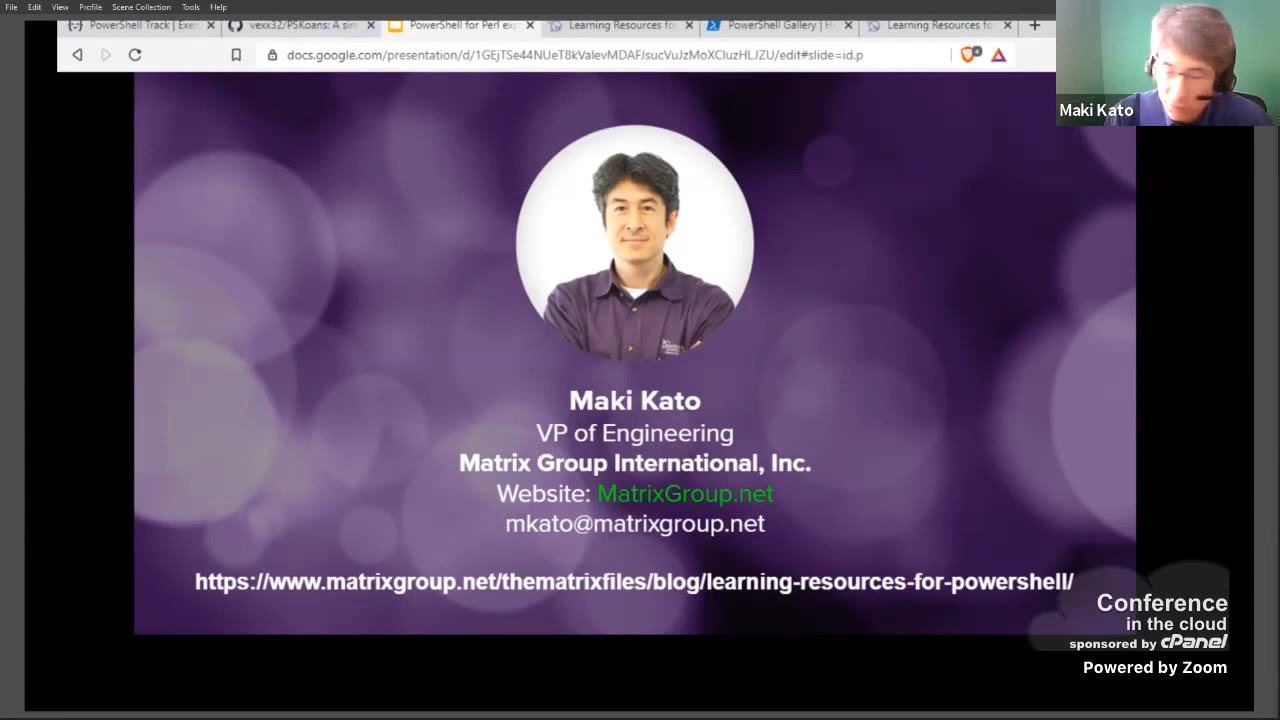 File Edit View Profile Scene Collection Tools Help
PowerShell Track | Exe
vexx32/PSKoans: A sim
PowerShell for Perl exp
Learning Resources fo
PowerShell Gallery | H
Learning Resources fo
docs.google.com/presentation/d/1GEjTSe44NUeT8kValevMDAFJsucVuJzMoXCIuzHLJZU/edit#slide=id.p
Maki Kato
Maki Kato
VP of Engineering
Matrix Group International, Inc.
Website: MatrixGroup.net
mkato@matrixgroup.net
https://www.matrixgroup.net/thematrixfiles/blog/learning-resources-for-powershell/
Conference
in the cloud
sponsored by cPanel
Powered by Zoom